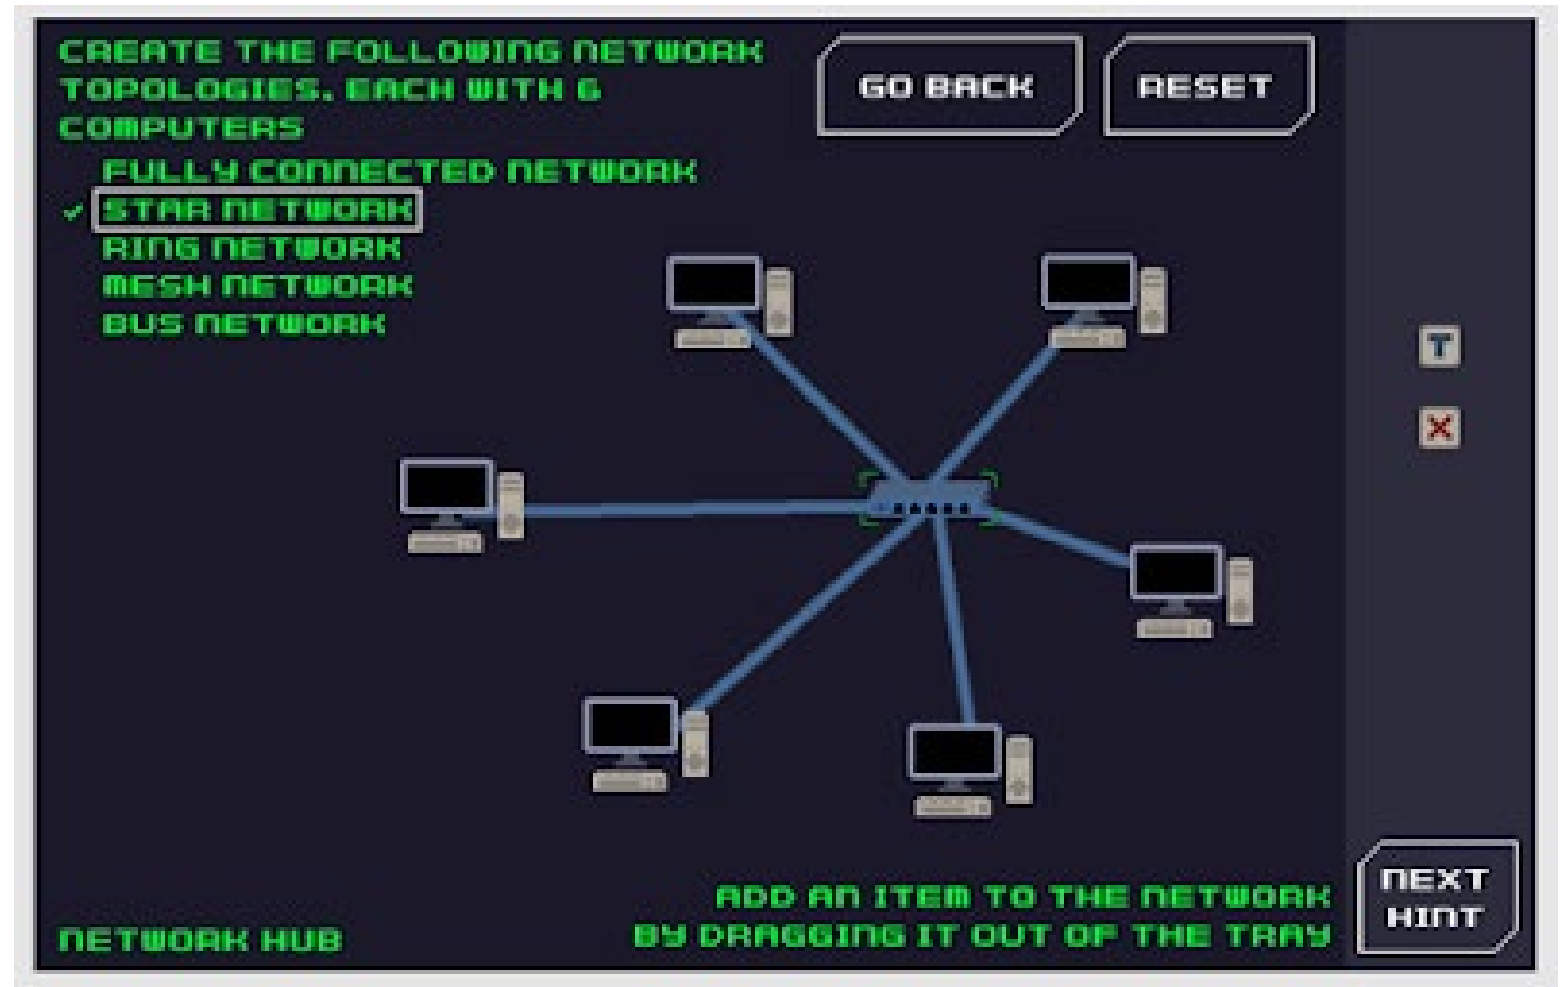 CREATE THE FOLLOWING NETWORK
TOPOLOGIES. EACH WITH 6
COMPUTERS
FULLY CONNECTED NETWORK
✓ STAR NETWORK
RING NETWORK
MESH NETWORK
BUS NETWORK
GO BACK
RESET
T
X
ADD AN ITEM TO THE NETWORK
BY DRAGGING IT OUT OF THE TRAY
NETWORK HUB
NEXT
HINT